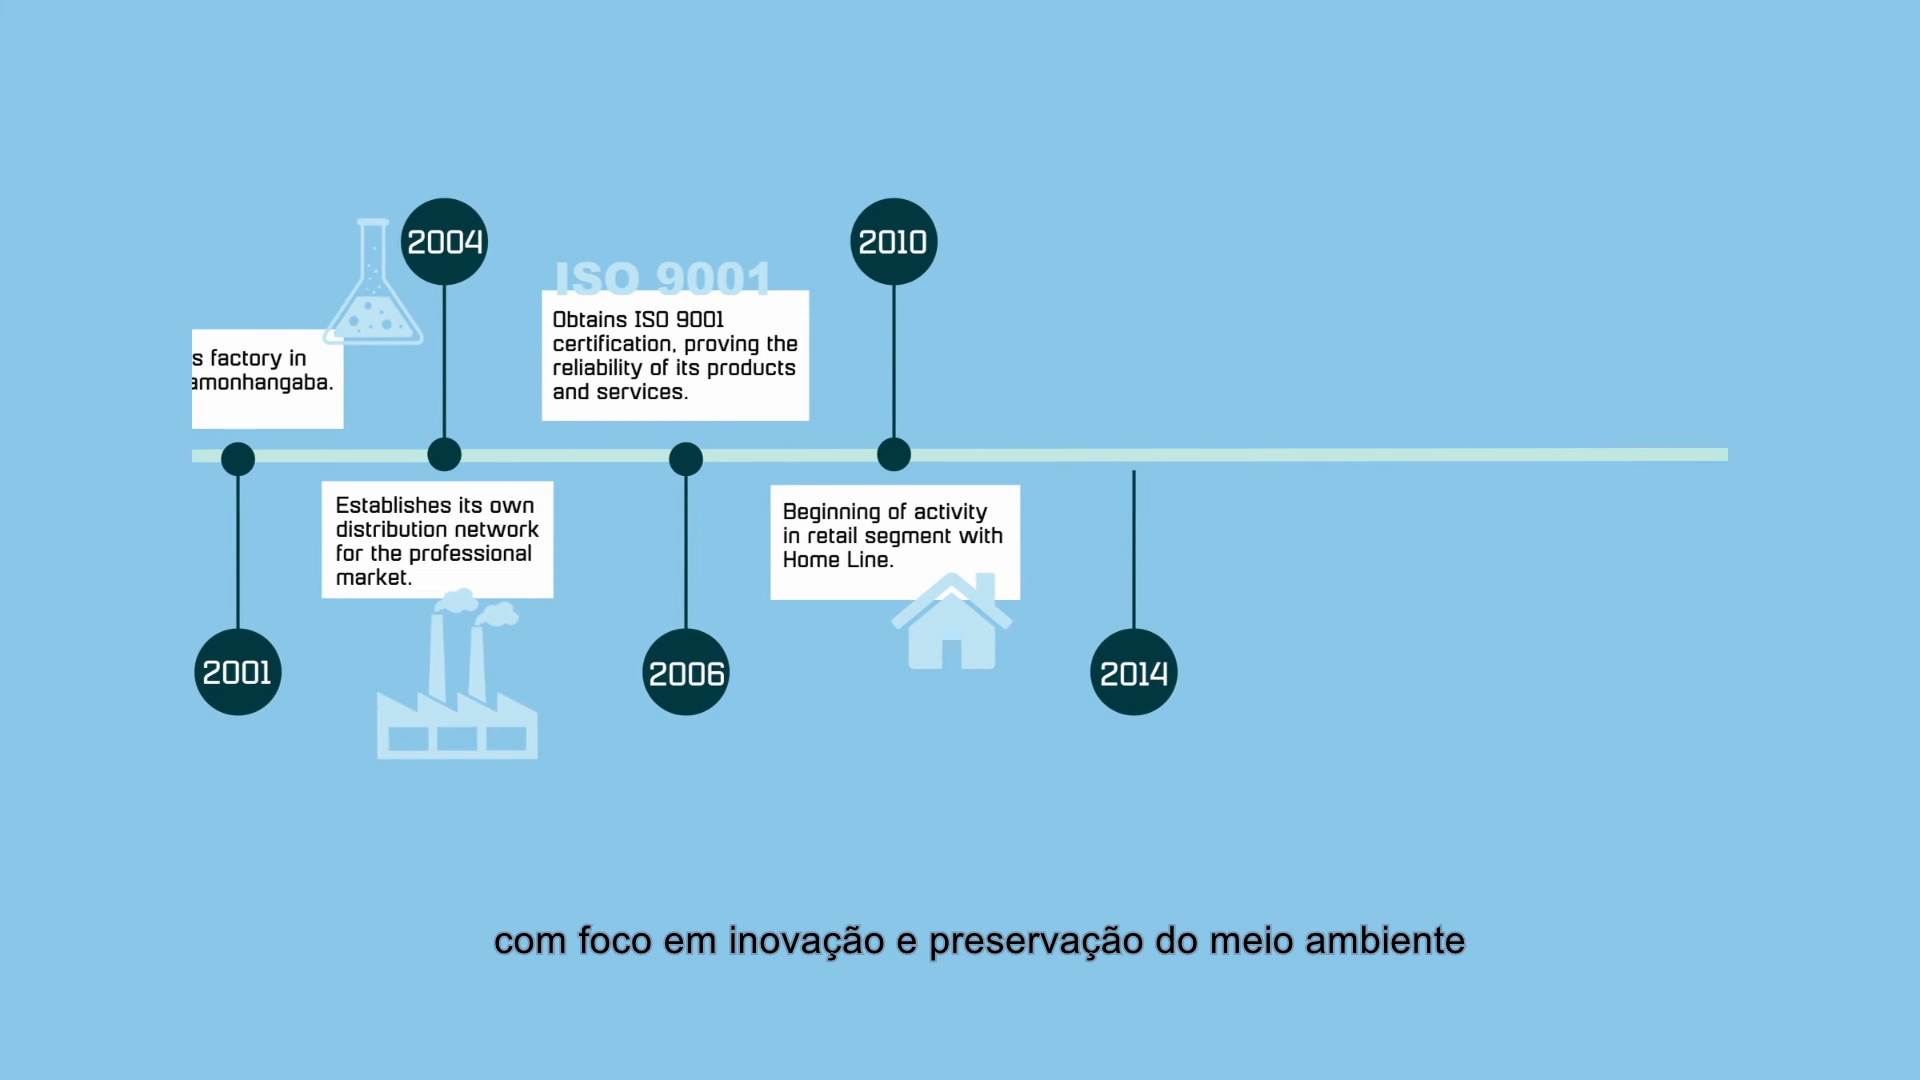 2004
2010
ISO 9001
Obtains ISO 9001
certification, proving the
reliability of its products
and services.
s factory in
amonhangaba.
Establishes its own
distribution network
for the professional
market.
Beginning of activity
in retail segment with
Home Line.
2001
2006
2014
com foco em inovação e preservação do meio ambiente